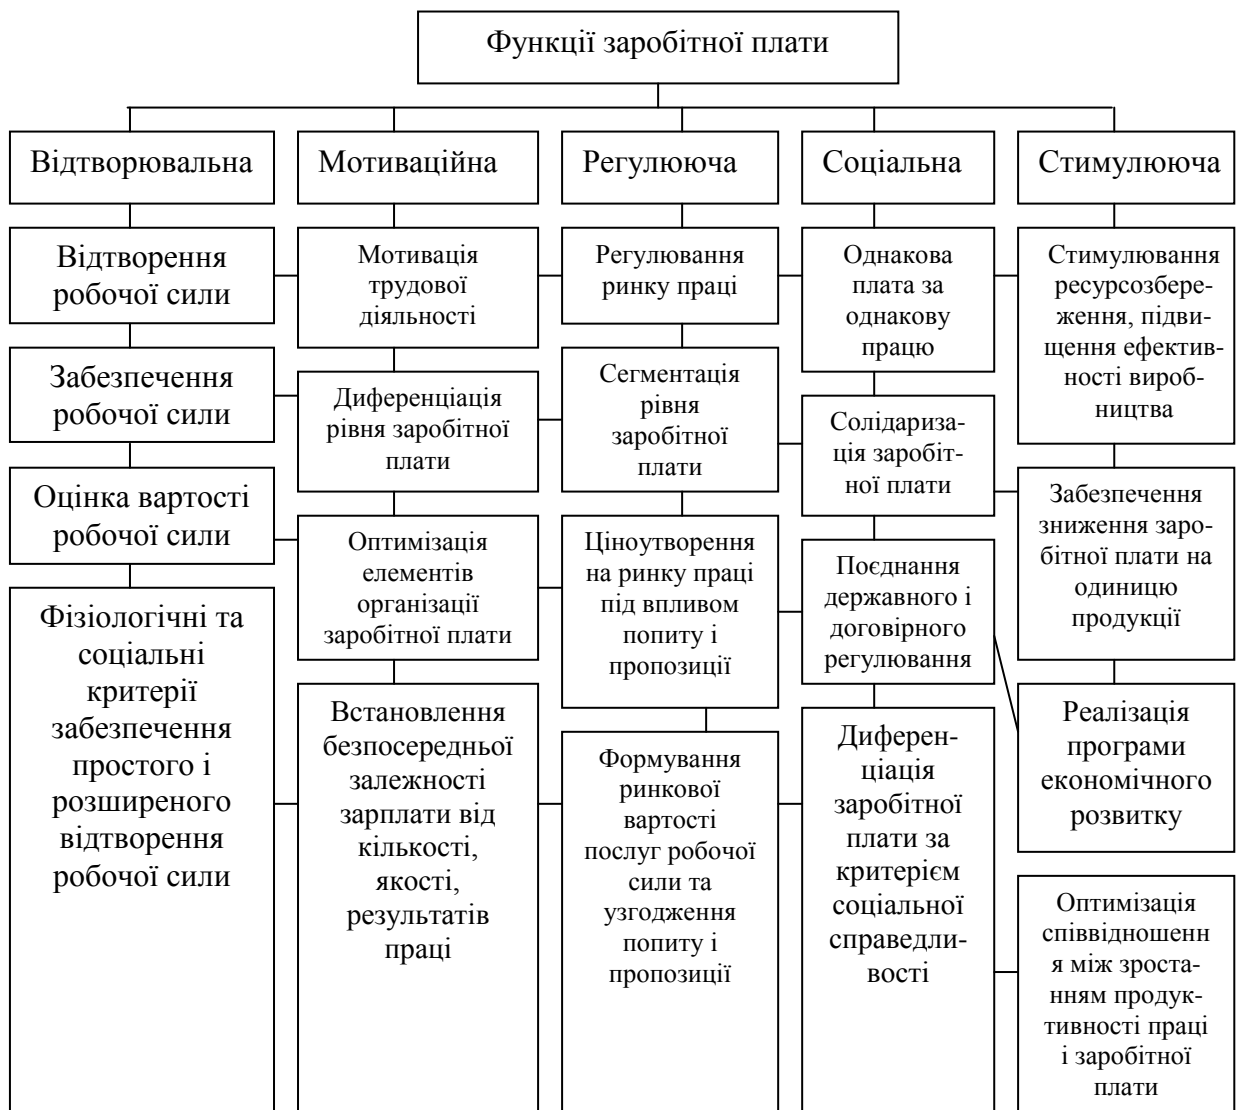 Функції заробітної плати
Відтворювальна
Мотиваційна
Регулююча
Соціальна
Стимулююча
Відтворення
робочої сили
Забезпечення
робочої сили
Оцінка вартості
робочої сили
Фізіологічні та
соціальні
критерії
забезпечення
простого і
розширеного
відтворення
робочої сили
Мотивація
трудової
діяльності
Диференціація
рівня заробітної
плати
Оптимізація
елементів
організації
заробітної плати
Встановлення
безпосередньої
залежності
зарплати від
кількості,
якості,
результатів
праці
Регулювання
ринку праці
Сегментація
рівня
заробітної
плати
Ціноутворення
на ринку праці
під впливом
попиту і
пропозиції
Формування
ринкової
вартості
послуг робочої
сили та
узгодження
попиту і
пропозиції
Однакова
плата за
однакову
працю
Солідариза-
ція заробіт-
ної плати
Поєднання
державного і
договірного
регулювання
Диферен-
ціація
заробітної
плати за
критерієм
соціальної
справедли-
вості
Стимулювання
ресурсозбере-
ження, підви-
щення ефектив-
ності вироб-
ництва
Забезпечення
зниження заро-
бітної плати на
одиницю
продукції
Реалізація
програми
економічного
розвитку
Оптимізація
співвідношенн
я між зроста-
нням продук-
тивності праці
і заробітної
плати